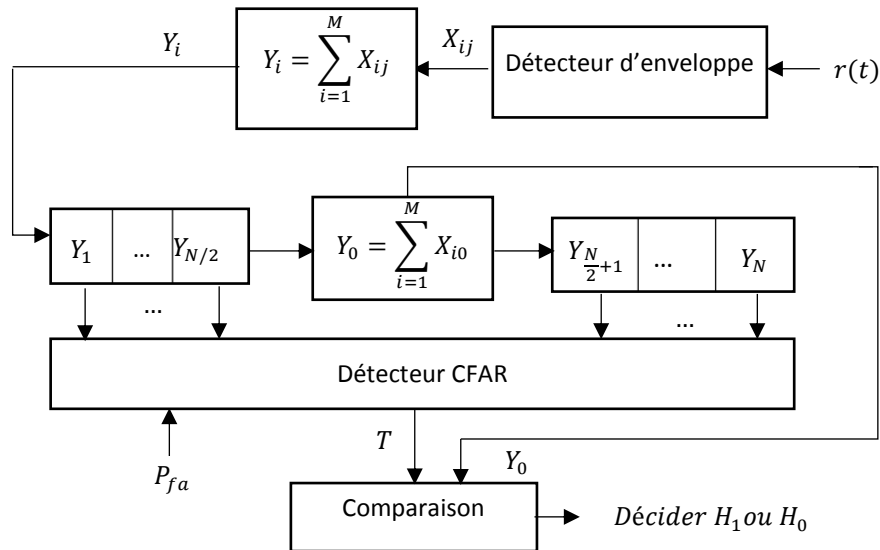 Y_i
Y_i = \sum_{i=1}^{M} X_{ij}
X_{ij}
Détecteur d'enveloppe
r(t)
Y_1 ... Y_{N/2}
Y_0 = \sum_{i=1}^{M} X_{i0}
Y_{\frac{N}{2}+1} ... Y_N
...
...
Détecteur CFAR
P_{fa}
T
Y_0
Comparaison
Décider H_1 ou H_0